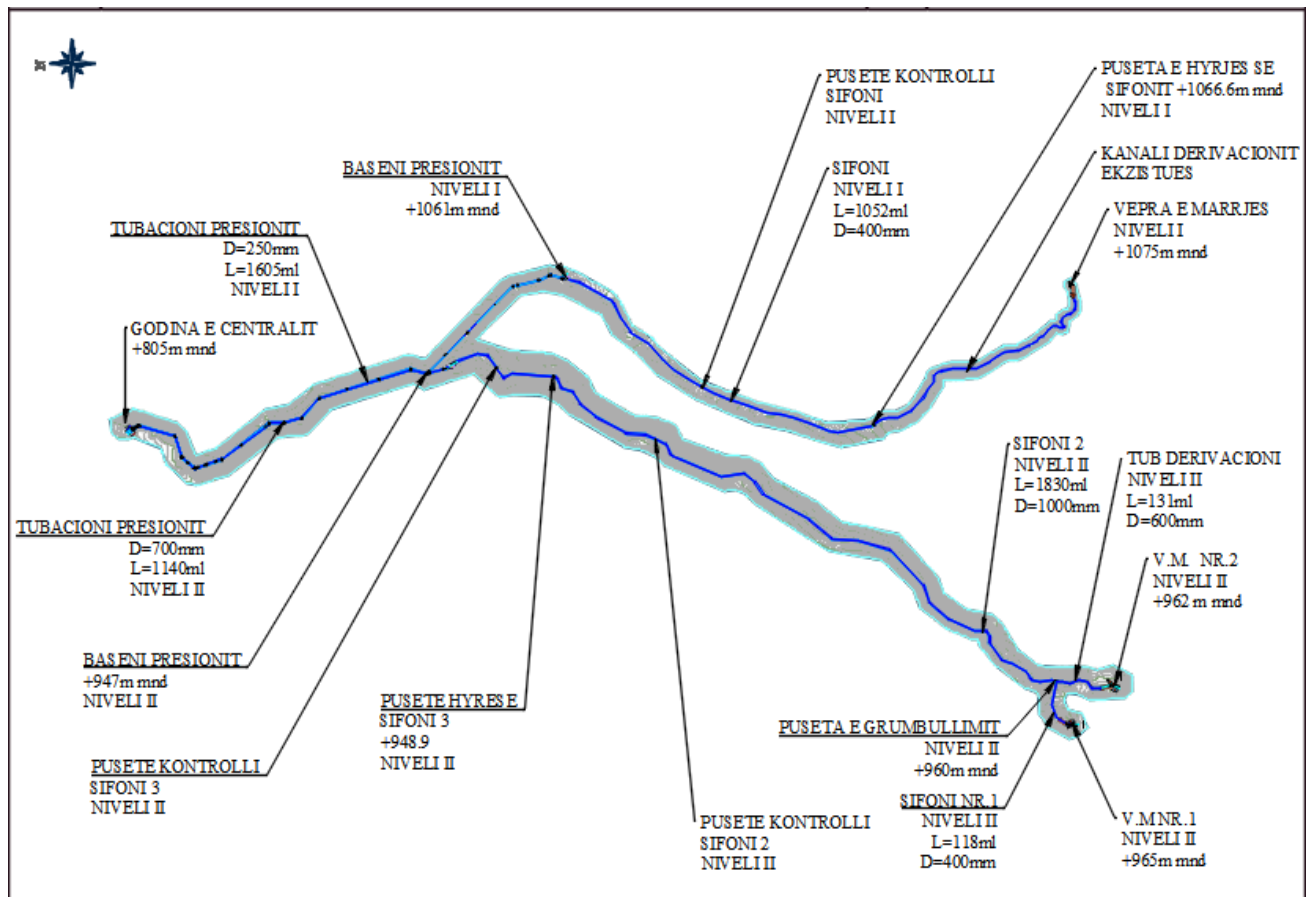 PUSETE KONTROLLI
SIFONI
NIVELI I
PUSETA E HYRJES SE
SIFONIT +1066.6m mnd
NIVELI I
KANALI DERIVACIONIT
EKZISTUES
VEPRA E MARRJES
NIVELI I
+1075m mnd
SIFONI
NIVELI I
L=1052ml
D=400mm
BASENI PRESIONIT
NIVELI I
+1061m mnd
TUBACIONI PRESIONIT
D=250mm
L=1605ml
NIVELI I
GODINA E CENTRALIT
+805m mnd
TUBACIONI PRESIONIT
D=700mm
L=1140ml
NIVELI II
BASENI PRESIONIT
+947m mnd
NIVELI II
PUSETE KONTROLLI
SIFONI 3
NIVELI II
PUSETE HYRESE
SIFONI 3
+948.9
NIVELI II
PUSETE KONTROLLI
SIFONI 2
NIVELI II
SIFONI 2
NIVELI II
L=1830ml
D=1000mm
TUB DERIVACIONI
NIVELI II
L=131ml
D=600mm
V.M. NR.2
NIVELI II
+962 m mnd
PUSETA E GRUMBULLIMIT
NIVELI II
+960m mnd
SIFONI NR.1
NIVELI II
L=118ml
D=400mm
V.M NR.1
NIVELI II
+965m mnd